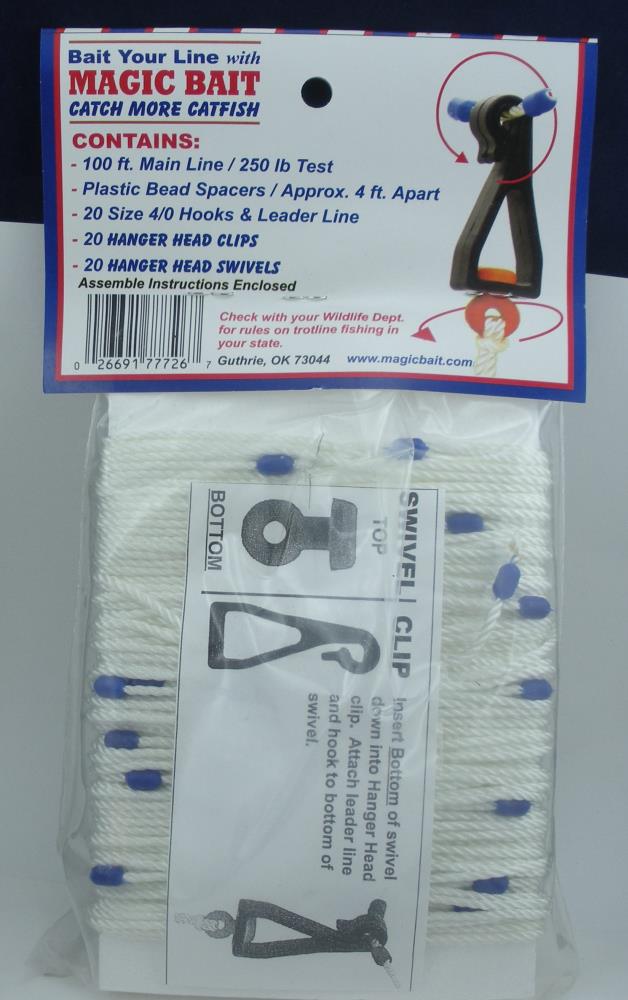 Bait Your Line with
MAGIC BAIT
CATCH MORE CATFISH
CONTAINS:
- 100 ft. Main Line / 250 lb Test
- Plastic Bead Spacers / Approx. 4 ft. Apart
- 20 Size 4/0 Hooks & Leader Line
- 20 HANGER HEAD CLIPS
- 20 HANGER HEAD SWIVELS
Assemble Instructions Enclosed
Check with your Wildlife Dept.
for rules on trotline fishing in
your state.
0 26691 77726 7
Guthrie, OK 73044 www.magicbait.com
SWIVEL | CLIP
TOP
BOTTOM
Insert Bottom of swivel
down into Hanger Head
clip. Attach leader line
and hook to bottom of
swivel.